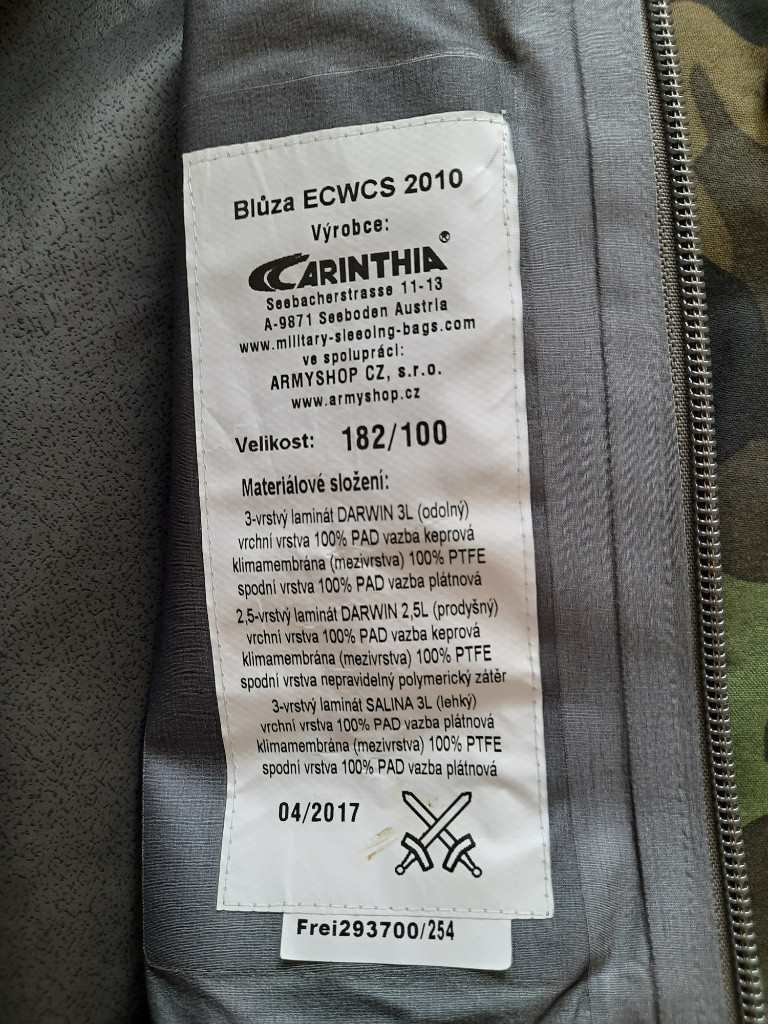 Blůza ECWCS 2010
Výrobce:
CARINTHIA®
Seebacherstrasse 11-13
A-9871 Seeboden Austria
www.military-sleeoing-bags.com
ve spolupráci:
ARMYSHOP CZ, s.r.o.
www.armyshop.cz
Velikost: 182/100
Materiálové složení:
3-vrstvý laminát DARWIN 3L (odolný)
vrchní vrstva 100% PAD vazba keprová
klimamembrána (mezivrstva) 100% PTFE
spodní vrstva 100% PAD vazba plátnová
2,5-vrstvý laminát DARWIN 2,5L (prodyšný)
vrchní vrstva 100% PAD vazba keprová
klimamembrána (mezivrstva) 100% PTFE
spodní vrstva nepravidelný polymerický zátěr
3-vrstvý laminát SALINA 3L (lehký)
vrchní vrstva 100% PAD vazba plátnová
klimamembrána (mezivrstva) 100% PTFE
spodní vrstva 100% PAD vazba plátnová
04/2017
Frei293700/254